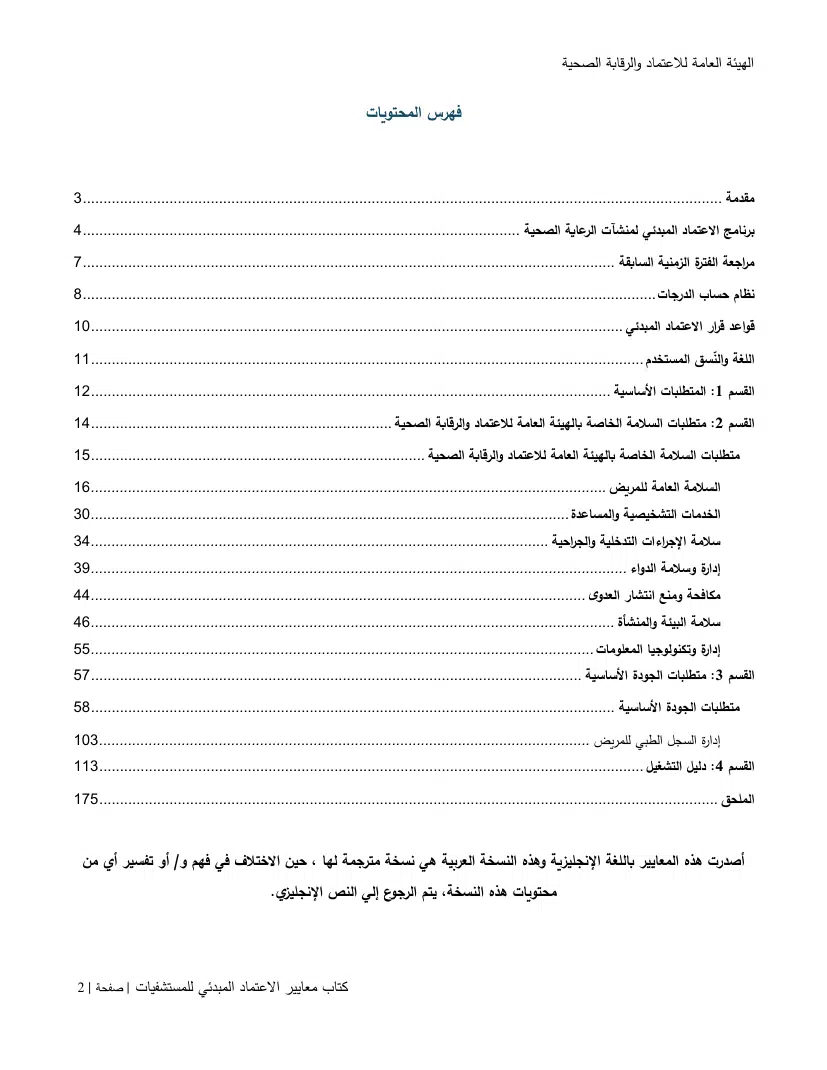 الهيئة العامة للاعتماد والرقابة الصحية
فهرس المحتويات
مقدمة ........................................ 3
برنامج الاعتماد المبدئي لمنشآت الرعاية الصحية ........................................ 4
مراجعة الفترة الزمنية السابقة ........................................ 7
نظام حساب الدرجات ........................................ 8
قواعد قرار الاعتماد المبدئي ........................................ 10
اللغة والنّسق المستخدم ........................................ 11
القسم 1: المتطلبات الأساسية ........................................ 12
القسم 2: متطلبات السلامة الخاصة بالهيئة العامة للاعتماد والرقابة الصحية ........................................ 14
متطلبات السلامة الخاصة بالهيئة العامة للاعتماد والرقابة الصحية ........................................ 15
السلامة العامة للمريض ........................................ 16
الخدمات التشخيصية والمساعدة ........................................ 30
سلامة الإجراءات التدخلية والجراحية ........................................ 34
إدارة وسلامة الدواء ........................................ 39
مكافحة ومنع انتشار العدوى ........................................ 44
سلامة البيئة والمنشأة ........................................ 46
إدارة وتكنولوجيا المعلومات ........................................ 55
القسم 3: متطلبات الجودة الأساسية ........................................ 57
متطلبات الجودة الأساسية ........................................ 58
إدارة السجل الطبي للمريض ........................................ 103
القسم 4: دليل التشغيل ........................................ 113
الملحق ........................................ 175
أصدرت هذه المعايير باللغة الإنجليزية وهذه النسخة العربية هي نسخة مترجمة لها ، حين الاختلاف في فهم و/ أو تفسير أي من
محتويات هذه النسخة، يتم الرجوع إلي النص الإنجليزي.
كتاب معايير الاعتماد المبدئي للمستشفيات | صفحة | 2